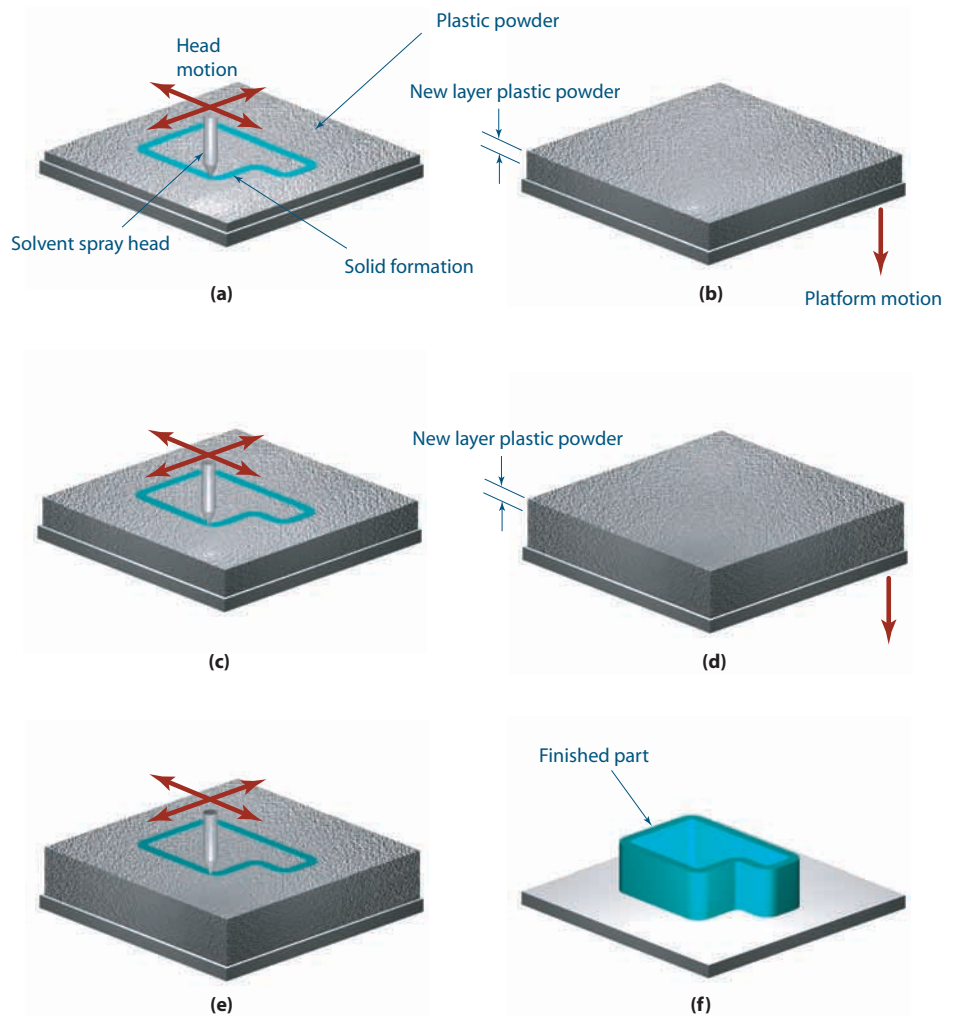 Plastic powder
Head
motion
New layer plastic powder
Solvent spray head
Solid formation
(a)
(b)
Platform motion
New layer plastic powder
(c)
(d)
Finished part
(e)
(f)